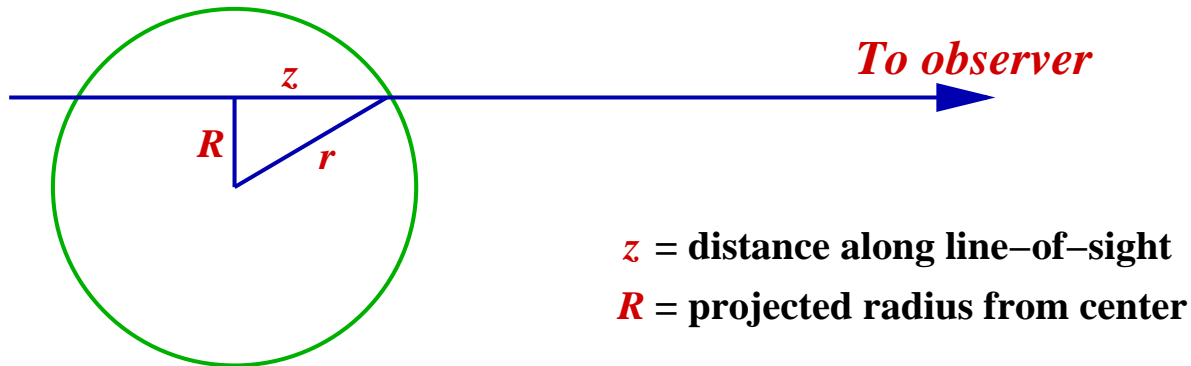 To observer
z
R
r
z = distance along line−of−sight
R = projected radius from center